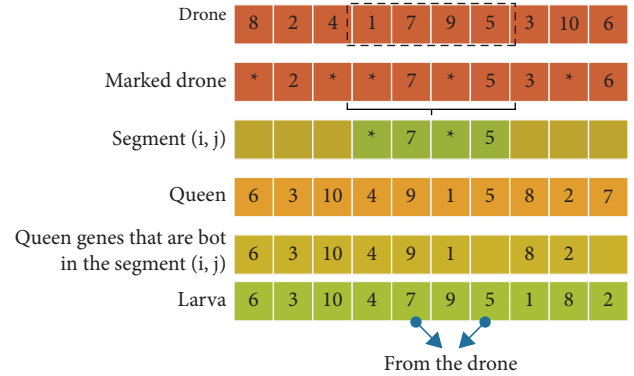 Drone 8 2 4 1 7 9 5 3 10 6
Marked drone * 2 * * 7 * 5 3 * 6
Segment (i, j) * 7 * 5
Queen 6 3 10 4 9 1 5 8 2 7
Queen genes that are bot
in the segment (i, j) 6 3 10 4 9 1 8 2
Larva 6 3 10 4 7 9 5 1 8 2
From the drone